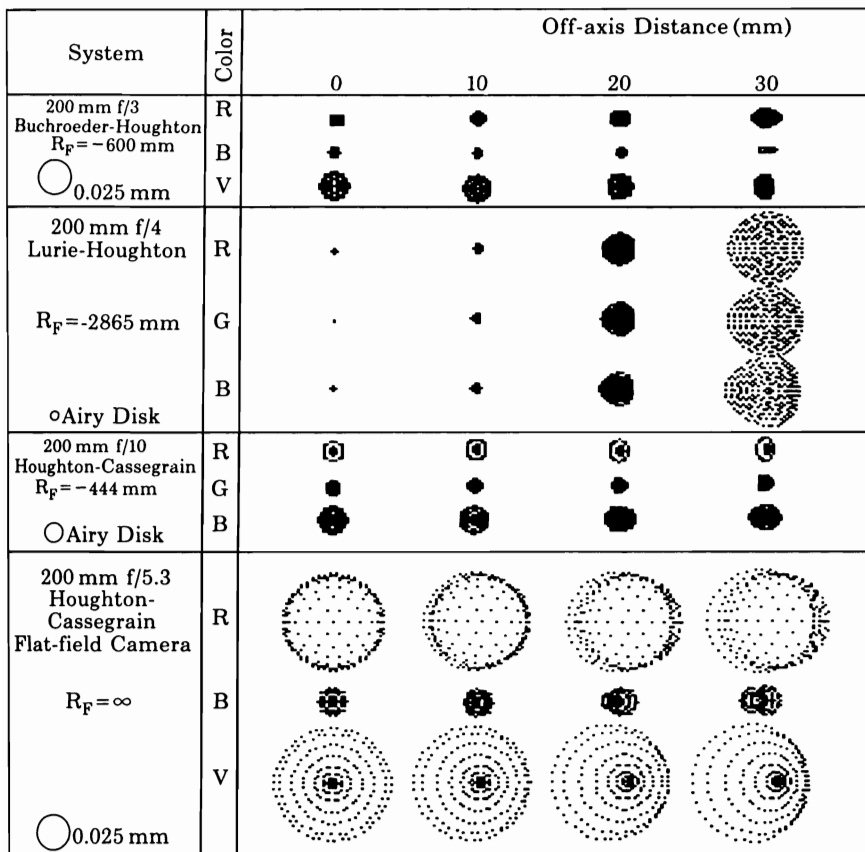 System
Color
Off-axis Distance (mm)
0 10 20 30
200 mm f/3
Buchroeder-Houghton
R_F = -600 mm
0.025 mm
R
B
V
200 mm f/4
Lurie-Houghton
R_F = -2865 mm
Airy Disk
R
G
B
200 mm f/10
Houghton-Cassegrain
R_F = -444 mm
Airy Disk
R
G
B
200 mm f/5.3
Houghton-
Cassegrain
Flat-field Camera
R_F = ∞
0.025 mm
R
B
V